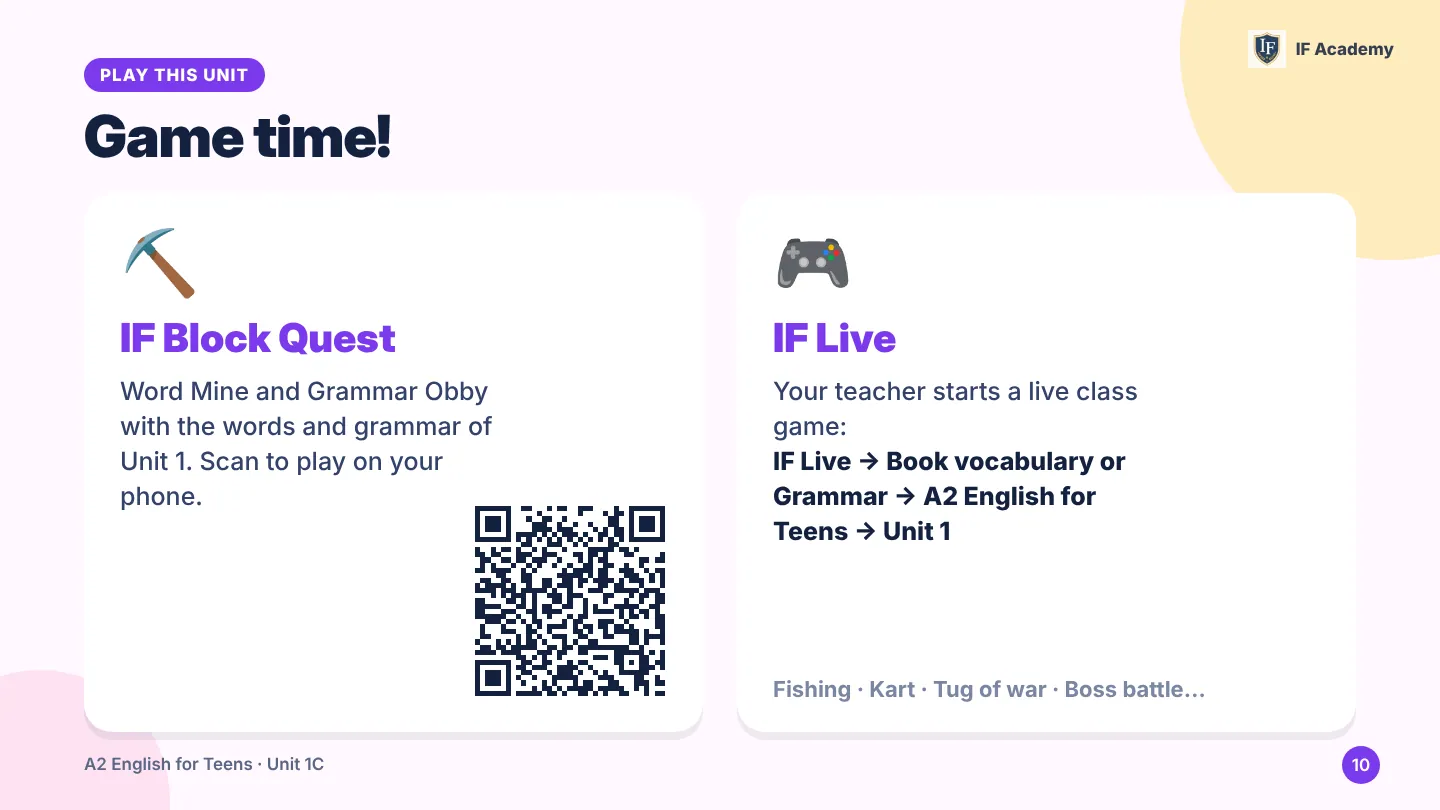 IF
IF Academy
PLAY THIS UNIT
Game time!
IF Block Quest
Word Mine and Grammar Obby
with the words and grammar of
Unit 1. Scan to play on your
phone.
IF Live
Your teacher starts a live class
game:
IF Live → Book vocabulary or
Grammar → A2 English for
Teens → Unit 1
Fishing · Kart · Tug of war · Boss battle...
A2 English for Teens · Unit 1C
10